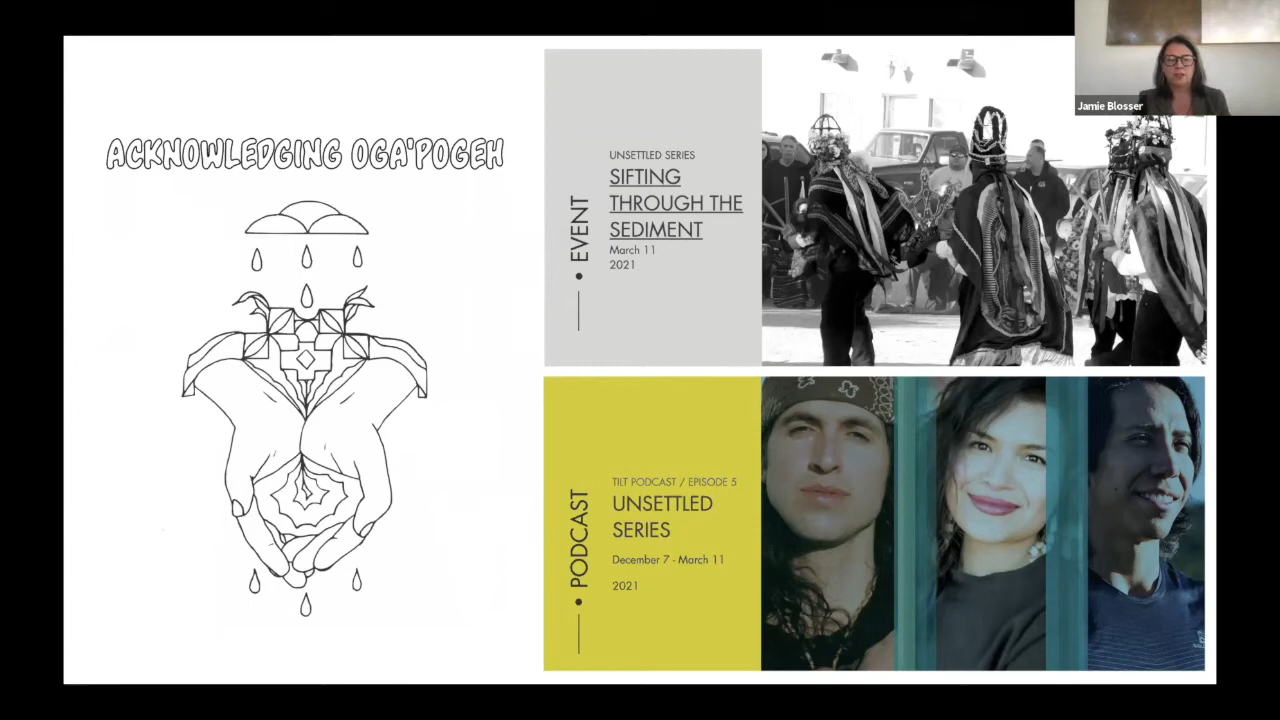 ACKNOWLEDGING OGA'POGEH
EVENT
UNSETTLED SERIES
SIFTING
THROUGH THE
SEDIMENT
March 11
2021
PODCAST
TILT PODCAST / EPISODE 5
UNSETTLED
SERIES
December 7 - March 11
2021
Jamie Blosser